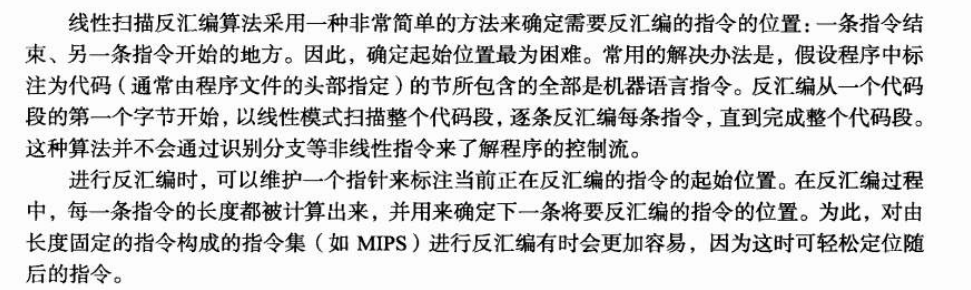 线性扫描反汇编算法采用一种非常简单的方法来确定需要反汇编的指令的位置：一条指令结
束、另一条指令开始的地方。因此，确定起始位置最为困难。常用的解决办法是，假设程序中标
注为代码（通常由程序文件的头部指定）的节所包含的全部是机器语言指令。反汇编从一个代码
段的第一个字节开始，以线性模式扫描整个代码段，逐条反汇编每条指令，直到完成整个代码段。
这种算法并不会通过识别分支等非线性指令来了解程序的控制流。
进行反汇编时，可以维护一个指针来标注当前正在反汇编的指令的起始位置。在反汇编过程
中，每一条指令的长度都被计算出来，并用来确定下一条将要反汇编的指令的位置。为此，对由
长度固定的指令构成的指令集（如 MIPS）进行反汇编有时会更加容易，因为这时可轻松定位随
后的指令。